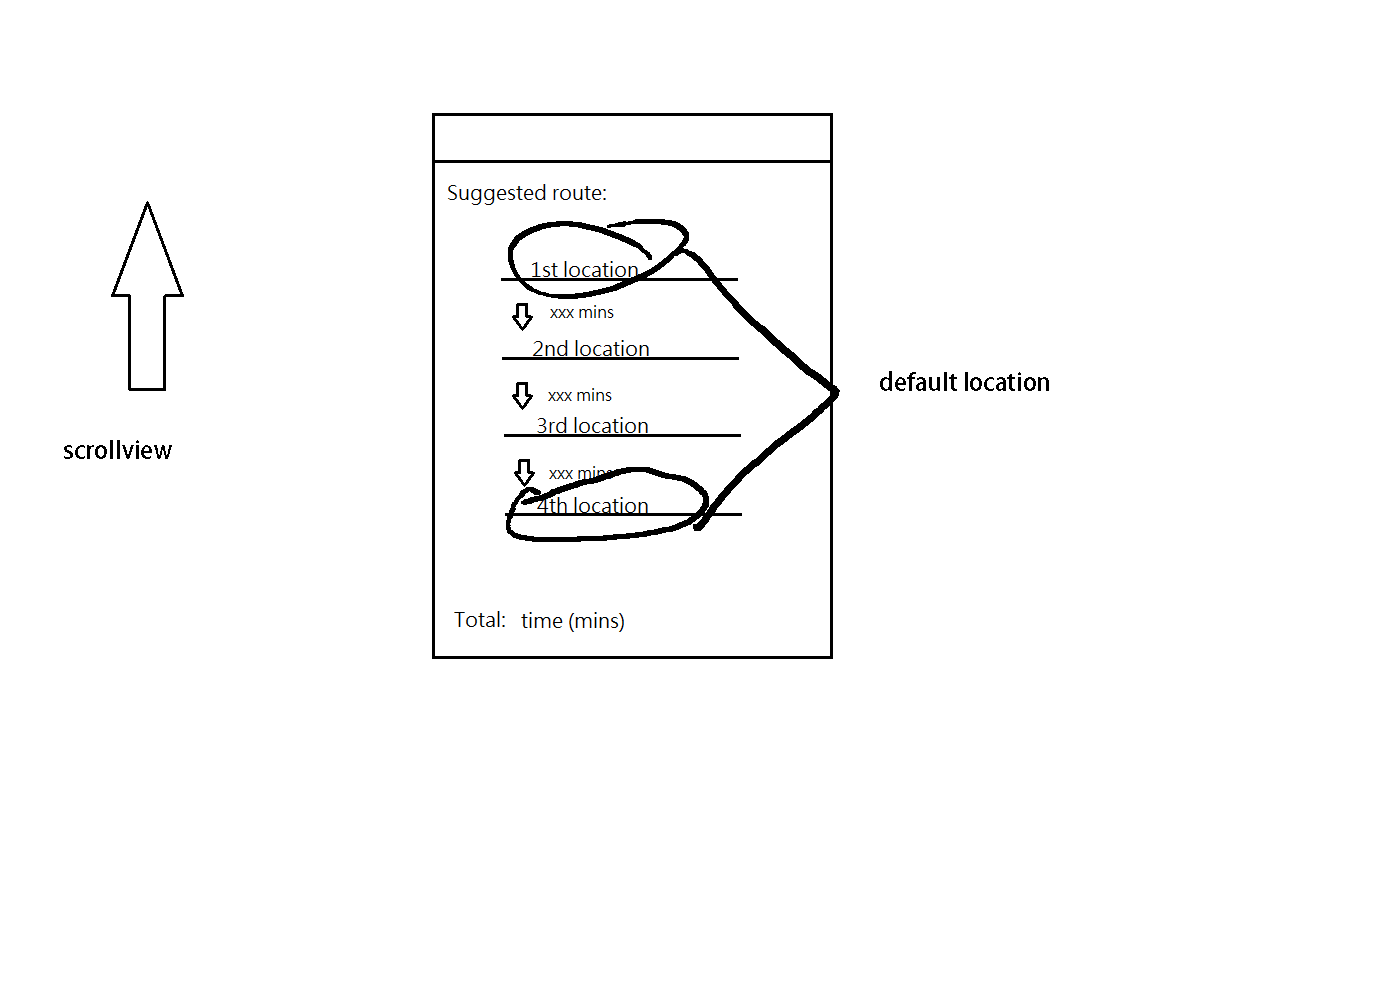 Suggested route:
1st location
xxx mins
2nd location
xxx mins
3rd location
xxx mins
4th location
Total: time (mins)
default location
scrollview